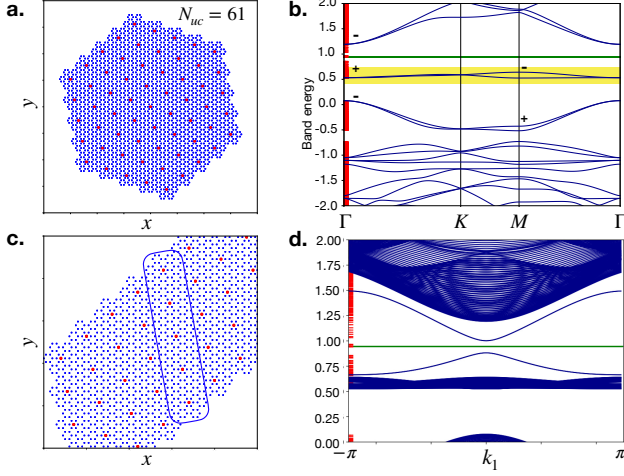 a.
N_uc = 61
y
x
b.
Band energy
2.0
1.5
1.0
0.5
0.0
−0.5
−1.0
−1.5
−2.0
-
+
-
-
+
Γ K M Γ
c.
y
x
d.
2.00
1.75
1.50
1.25
1.00
0.75
0.50
0.25
0.00
−π k₁ π